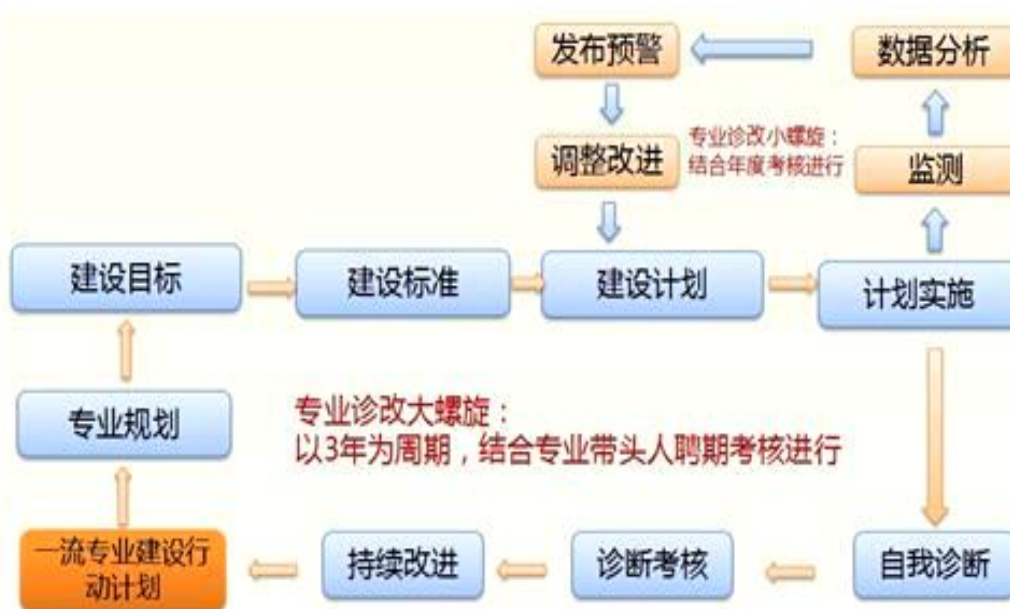 发布预警
数据分析
调整改进
专业诊改小螺旋：
结合年度考核进行
监测
建设目标
建设标准
建设计划
计划实施
专业规划
专业诊改大螺旋：
以3年为周期，结合专业带头人聘期考核进行
一流专业建设行
动计划
持续改进
诊断考核
自我诊断